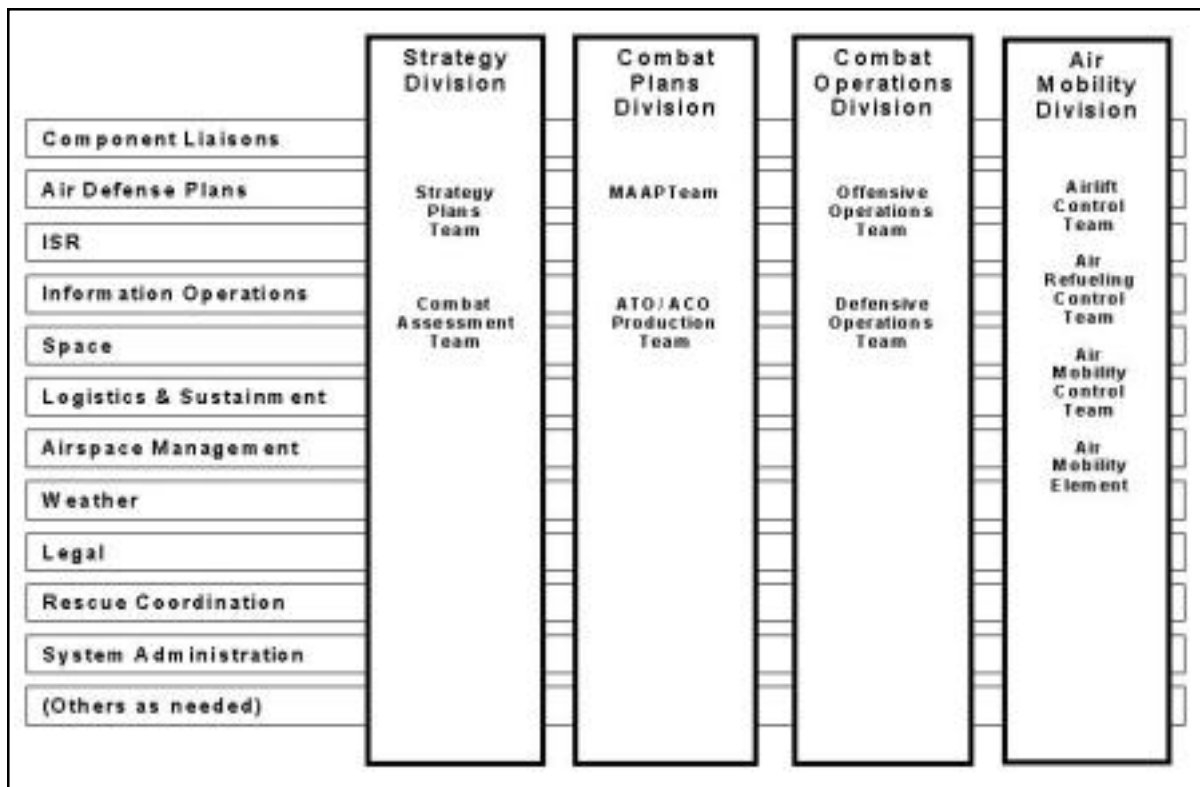 Strategy
Division
Combat
Plans
Division
Combat
Operations
Division
Air
Mobility
Division
Component Liaisons
Air Defense Plans
ISR
Information Operations
Space
Logistics & Sustainment
Airspace Management
Weather
Legal
Rescue Coordination
System Administration
(Others as needed)
Strategy
Plans
Team
Combat
Assessment
Team
MAAPTeam
ATO/ACO
Production
Team
Offensive
Operations
Team
Defensive
Operations
Team
Airlift
Control
Team
Air
Refueling
Control
Team
Air
Mobility
Control
Team
Air
Mobility
Element